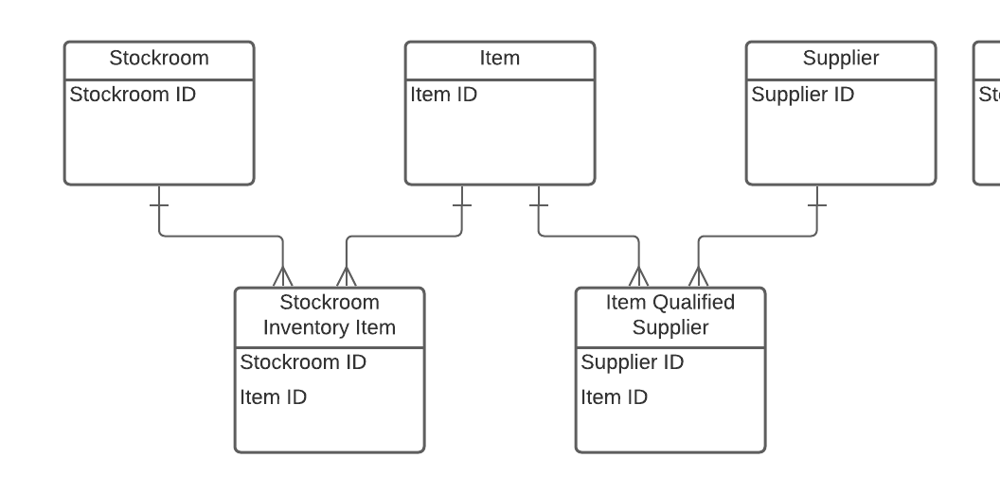 Stockroom
Stockroom ID
Item
Item ID
Supplier
Supplier ID
Stockroom
Inventory Item
Stockroom ID
Item ID
Item Qualified
Supplier
Supplier ID
Item ID